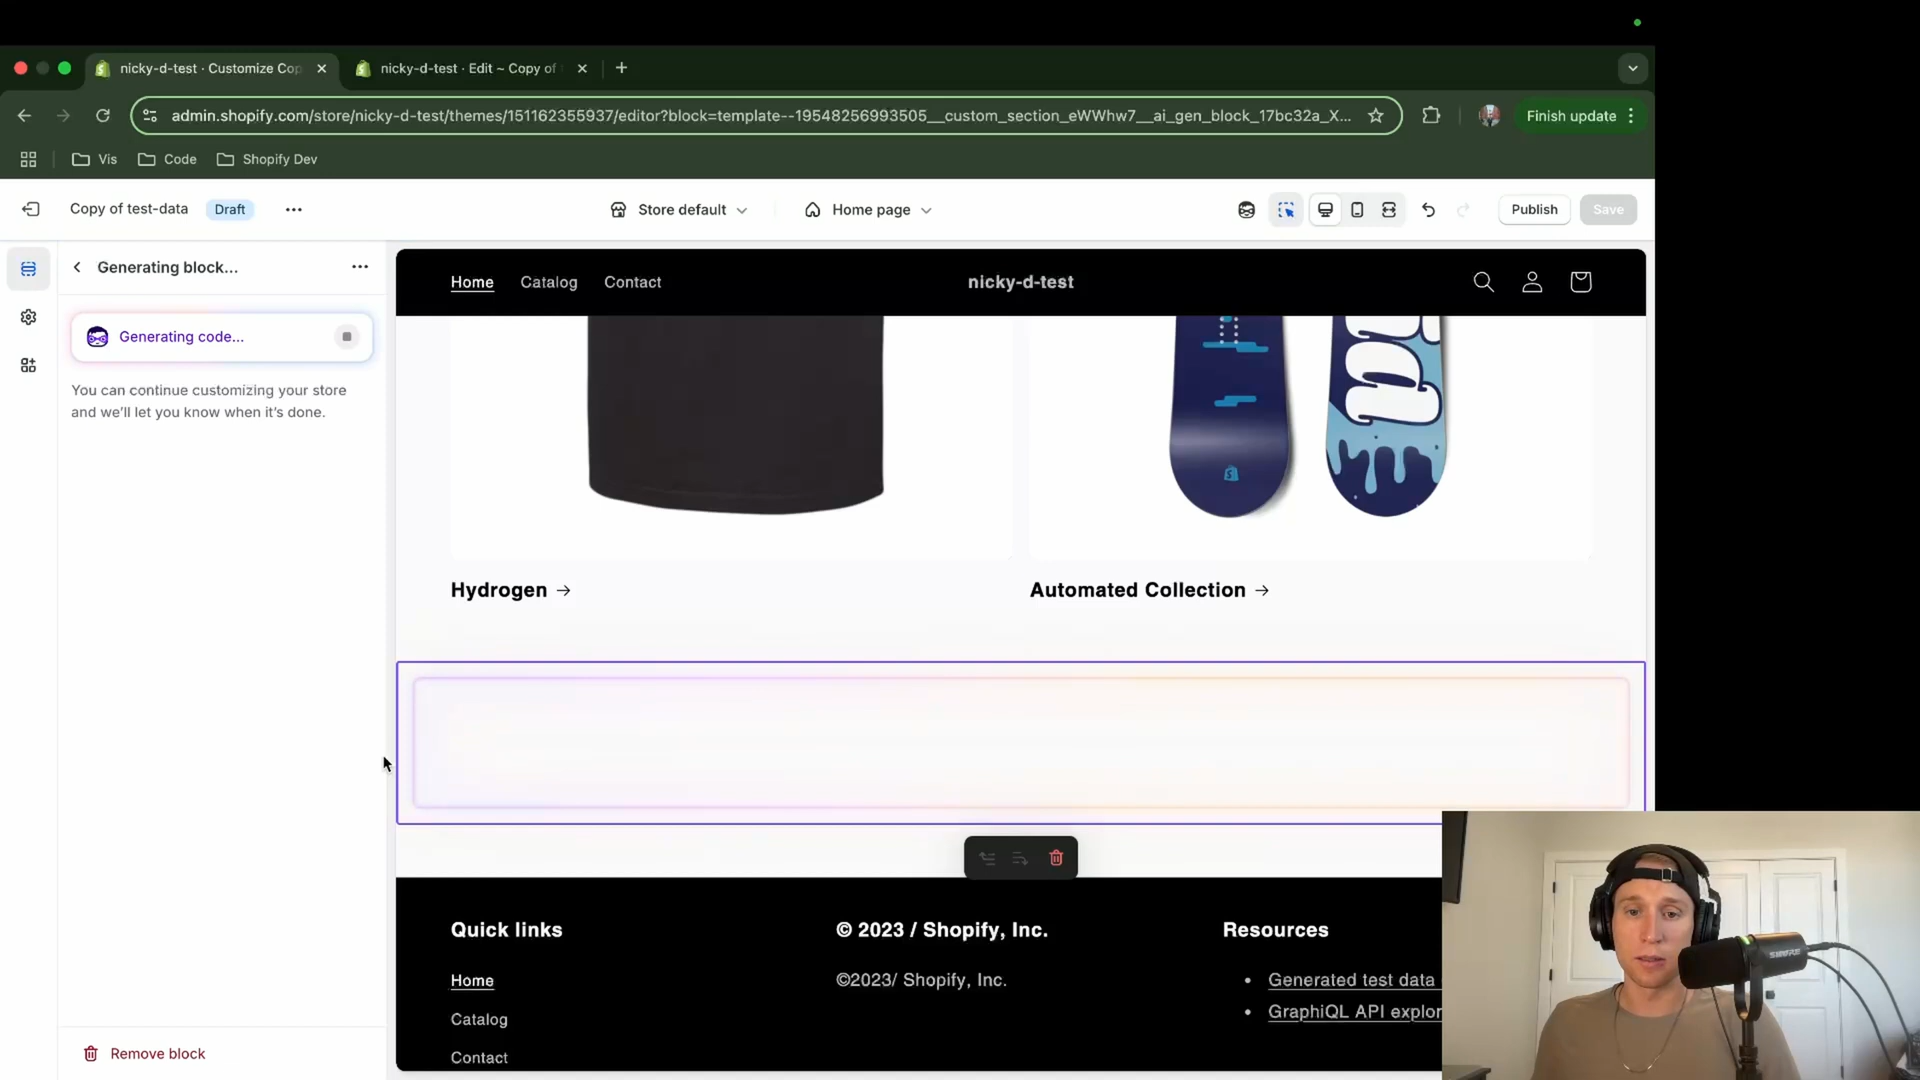 nicky-d-test · Customize Cop
nicky-d-test · Edit ~ Copy of
admin.shopify.com/store/nicky-d-test/themes/151162355937/editor?block=template--19548256993505__custom_section_eWWhw7__ai_gen_block_17bc32a_X...
Finish update
Vis
Code
Shopify Dev
Copy of test-data
Draft
Store default
Home page
Publish
Save
Generating block...
Generating code...
You can continue customizing your store
and we'll let you know when it's done.
Remove block
Home
Catalog
Contact
nicky-d-test
Hydrogen →
Automated Collection →
Quick links
Home
Catalog
Contact
© 2023 / Shopify, Inc.
©2023/ Shopify, Inc.
Resources
• Generated test data
• GraphiQL API explor
SHURE